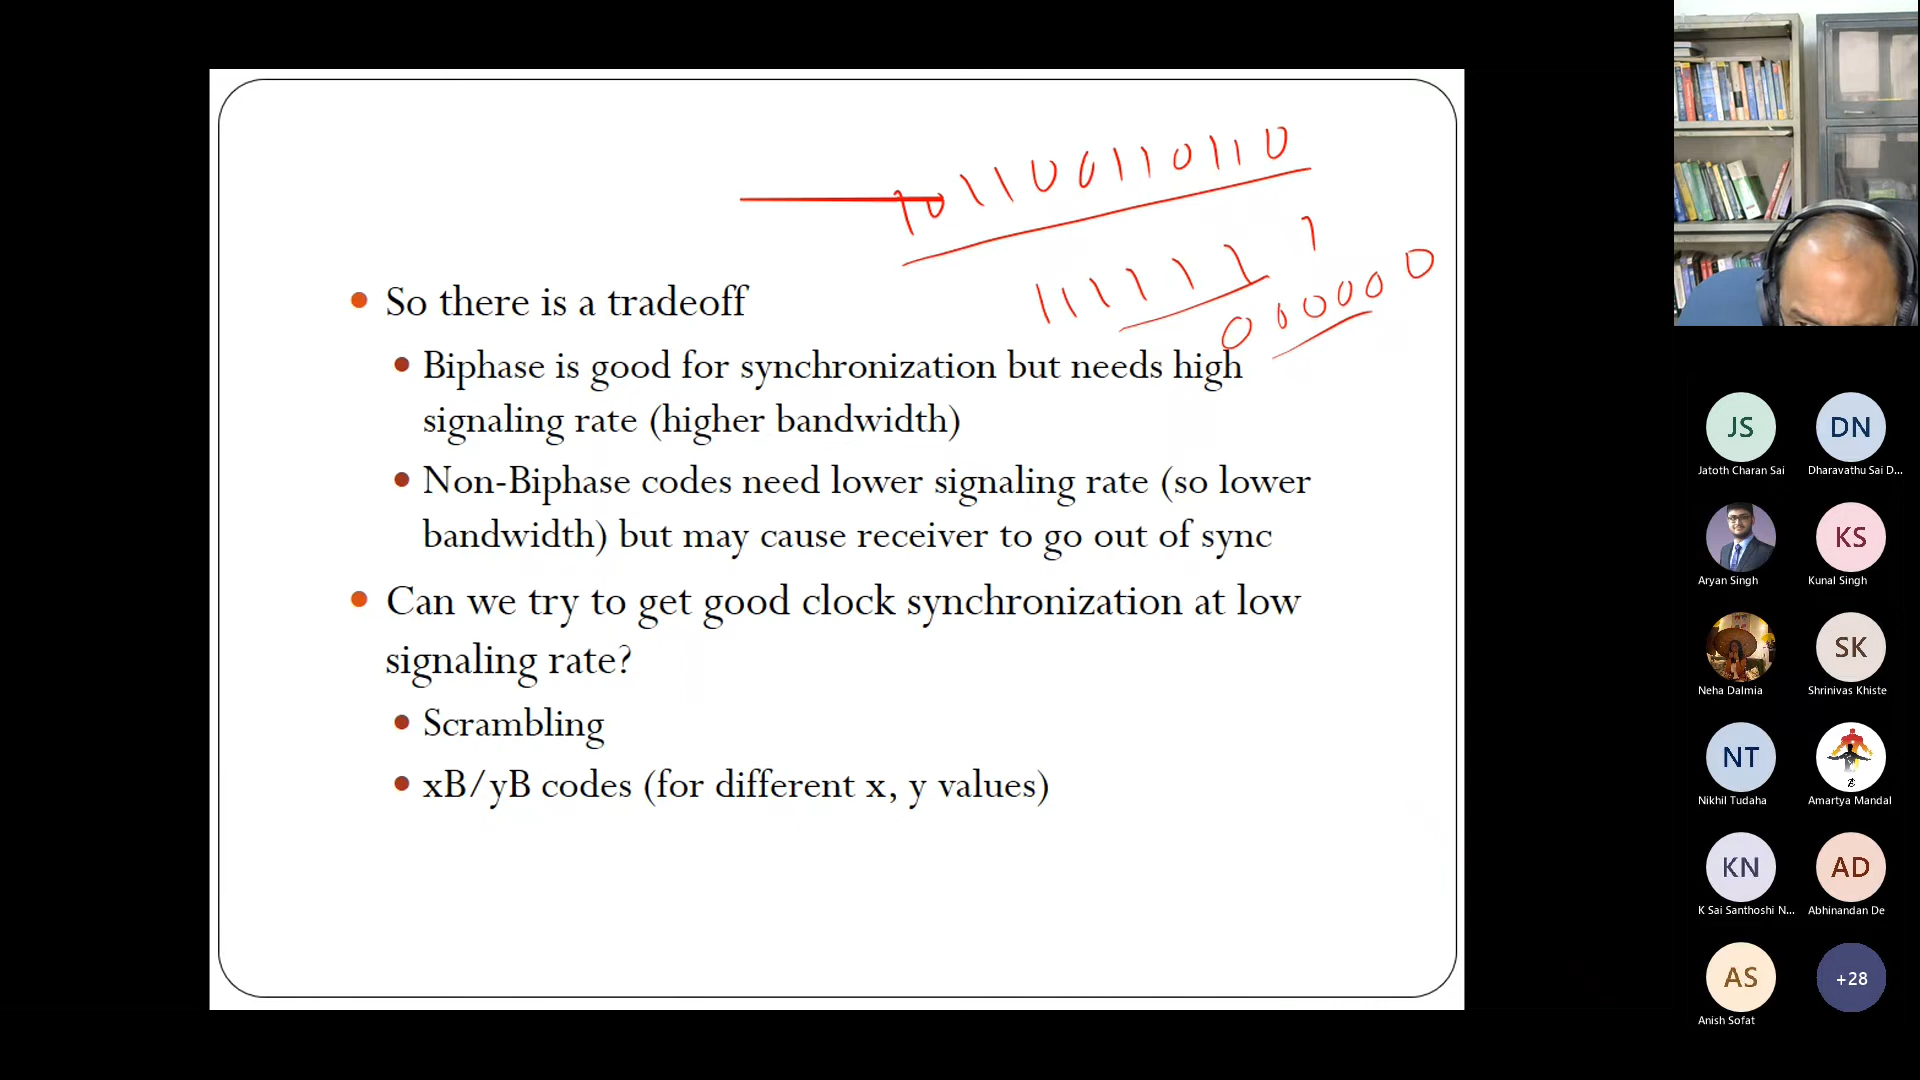 1011100110110
111111 1
000000
So there is a tradeoff
Biphase is good for synchronization but needs high
signaling rate (higher bandwidth)
Non-Biphase codes need lower signaling rate (so lower
bandwidth) but may cause receiver to go out of sync
Can we try to get good clock synchronization at low
signaling rate?
Scrambling
xB/yB codes (for different x, y values)
JS
DN
Jatoth Charan Sai
Dharavathu Sai D...
KS
Aryan Singh
Kunal Singh
SK
Neha Dalmia
Shrinivas Khiste
NT
Nikhil Tudaha
Amartya Mandal
KN
AD
K Sai Santhoshi N...
Abhinandan De
AS
+28
Anish Sofat